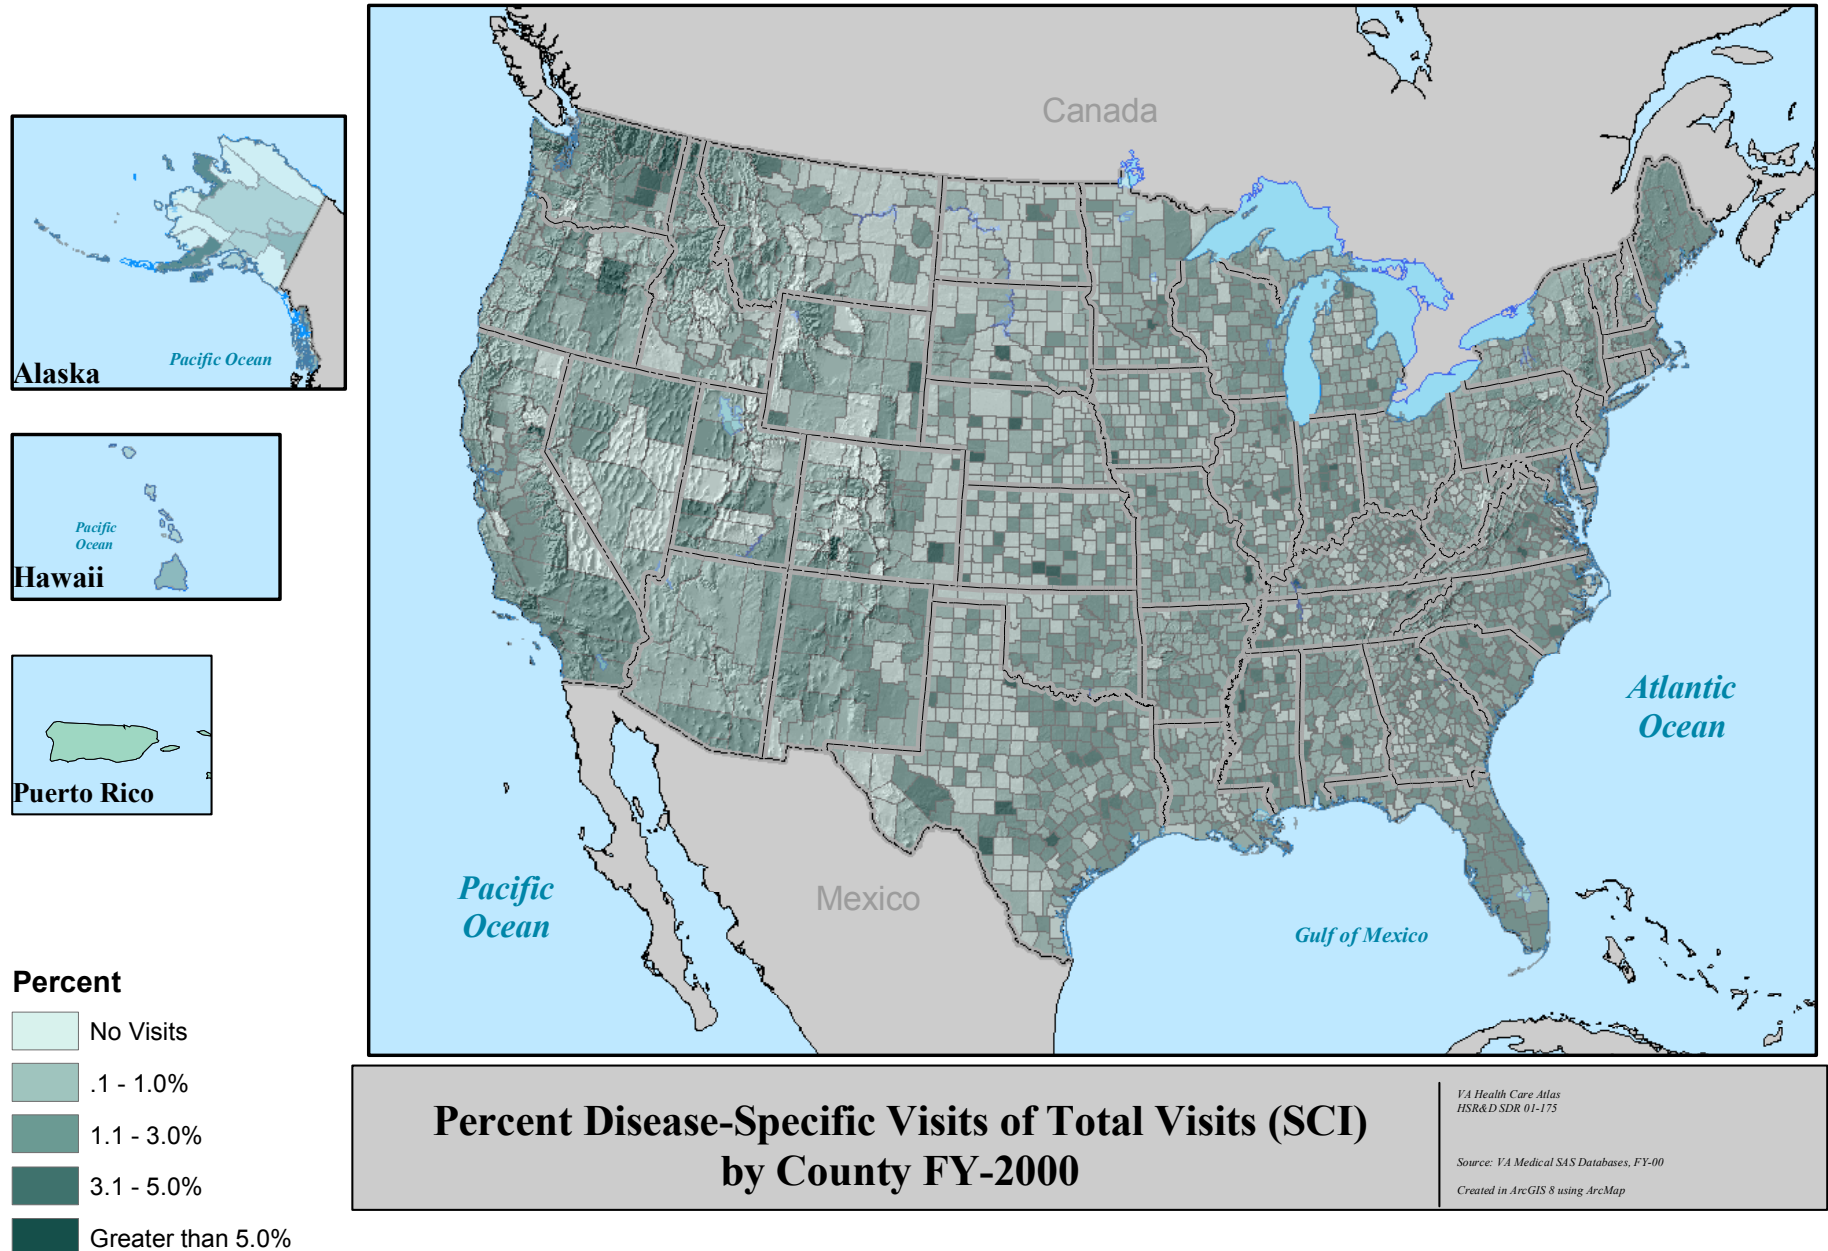 Canada
Pacific Ocean
Alaska
Pacific
Ocean
Hawaii
Puerto Rico
Atlantic
Ocean
Pacific
Ocean
Mexico
Gulf of Mexico
Percent
No Visits
.1 - 1.0%
1.1 - 3.0%
3.1 - 5.0%
Greater than 5.0%
Percent Disease-Specific Visits of Total Visits (SCI)
by County FY-2000
VA Health Care Atlas
HSR&D SDR 01-175
Source: VA Medical SAS Databases, FY-00
Created in ArcGIS 8 using ArcMap